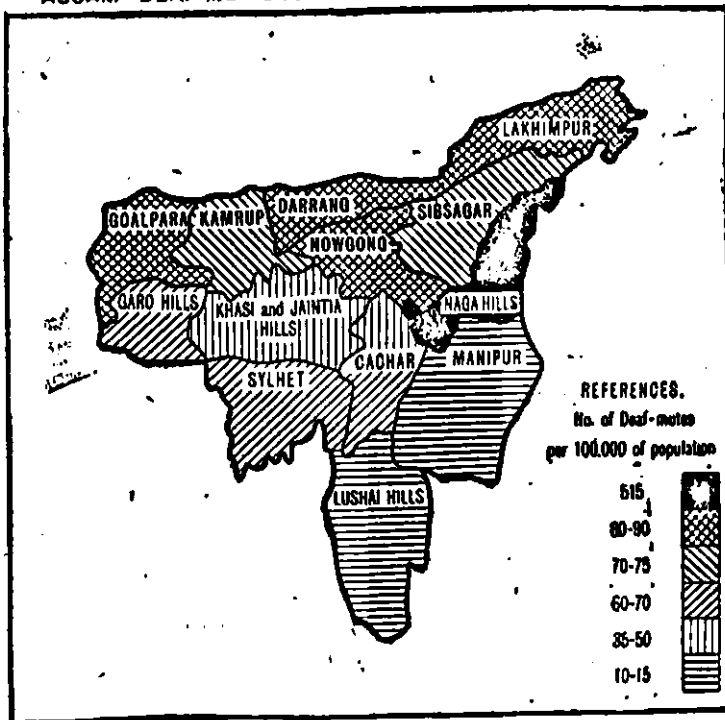 LAKHIMPUR
DARRANG
SIBSAGAR
GOALPARA
KAMRUP
NOWGONG
GARO HILLS
KHASI and JAINTIA
HILLS
NAGA HILLS
CACHAR
MANIPUR
SYLHET
LUSHAI HILLS
REFERENCES.
No. of Deaf-mutes
per 100,000 of population
615
80-90
70-75
60-70
35-50
10-15